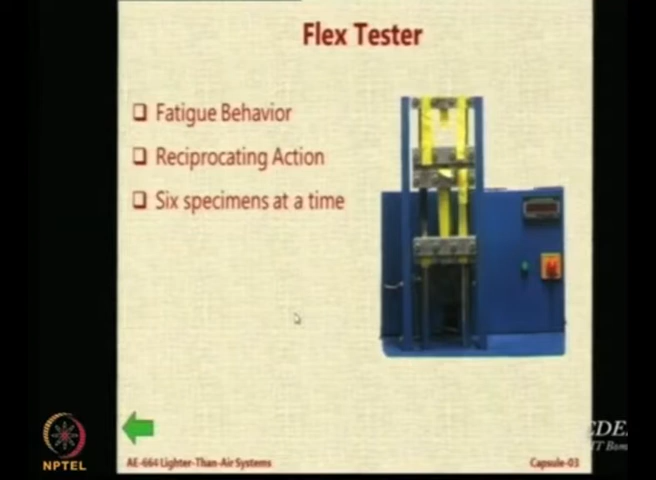 Flex Tester
Fatigue Behavior
Reciprocating Action
Six specimens at a time
NPTEL
AE-664 Lighter-Than-Air Systems
Capsule-03
CDE
IT Bom